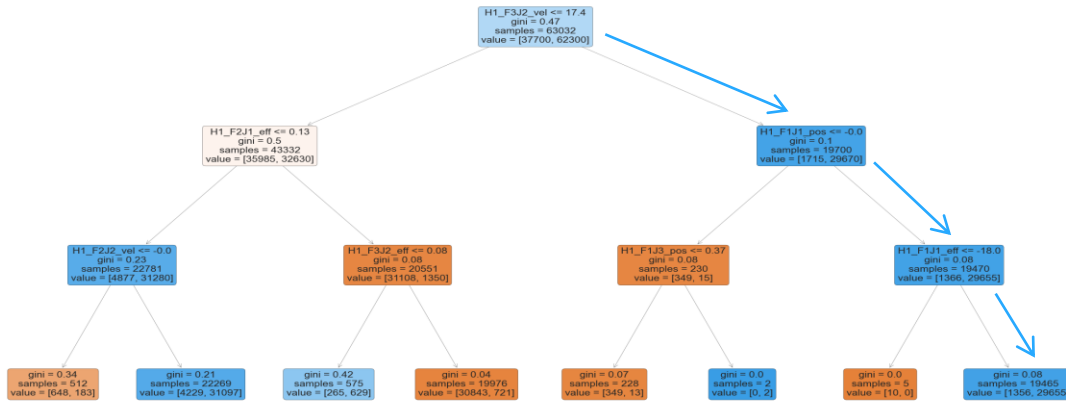 H1_F3J2_vel <= 17.4
gini = 0.47
samples = 63032
value = [37700, 62300]
H1_F2J1_eff <= 0.13
gini = 0.5
samples = 43332
value = [35985, 32630]
H1_F1J1_pos <= -0.0
gini = 0.1
samples = 19700
value = [1715, 29670]
H1_F2J2_vel <= -0.0
gini = 0.23
samples = 22781
value = [4877, 31280]
H1_F3J2_eff <= 0.08
gini = 0.08
samples = 20551
value = [31108, 1350]
H1_F1J3_pos <= 0.37
gini = 0.08
samples = 230
value = [349, 15]
H1_F1J1_eff <= -18.0
gini = 0.08
samples = 19470
value = [1366, 29655]
gini = 0.34
samples = 512
value = [648, 183]
gini = 0.21
samples = 22269
value = [4229, 31097]
gini = 0.42
samples = 575
value = [265, 629]
gini = 0.04
samples = 19976
value = [30843, 721]
gini = 0.07
samples = 228
value = [349, 13]
gini = 0.0
samples = 2
value = [0, 2]
gini = 0.0
samples = 5
value = [10, 0]
gini = 0.08
samples = 19465
value = [1356, 29655]